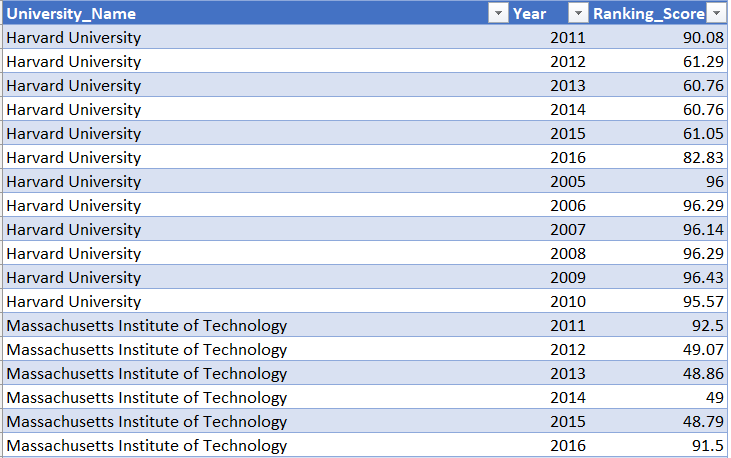 University_Name Year Ranking_Score
Harvard University 2011 90.08
Harvard University 2012 61.29
Harvard University 2013 60.76
Harvard University 2014 60.76
Harvard University 2015 61.05
Harvard University 2016 82.83
Harvard University 2005 96
Harvard University 2006 96.29
Harvard University 2007 96.14
Harvard University 2008 96.29
Harvard University 2009 96.43
Harvard University 2010 95.57
Massachusetts Institute of Technology 2011 92.5
Massachusetts Institute of Technology 2012 49.07
Massachusetts Institute of Technology 2013 48.86
Massachusetts Institute of Technology 2014 49
Massachusetts Institute of Technology 2015 48.79
Massachusetts Institute of Technology 2016 91.5